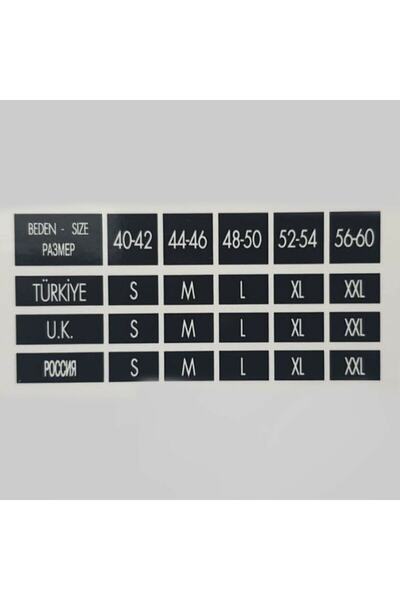 BEDEN - SIZE
РАЗМЕР
40-42 44-46 48-50 52-54 56-60
TÜRKİYE S M L XL XXL
U.K. S M L XL XXL
РОССИЯ S M L XL XXL